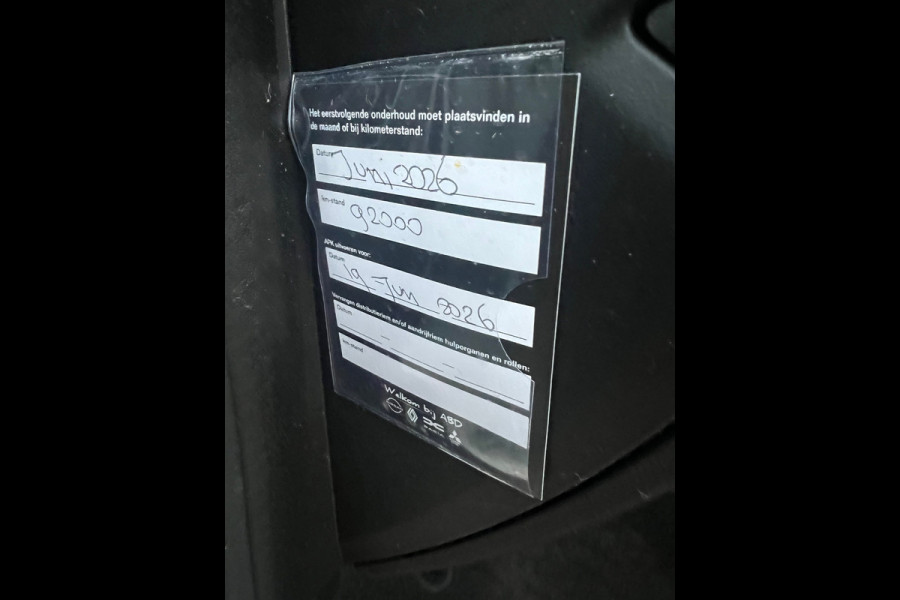 Het eerstvolgende onderhoud moet plaatsvinden in
de maand of bij kilometerstand:
Datum Juni 2026
km-stand 92000
APK uitvoeren voor:
Datum 19 - Jun 2026
Vervangen distributieriem en/of aandrijfriem hulporganen en rollen:
Datum
km-stand
Welkom bij ABD